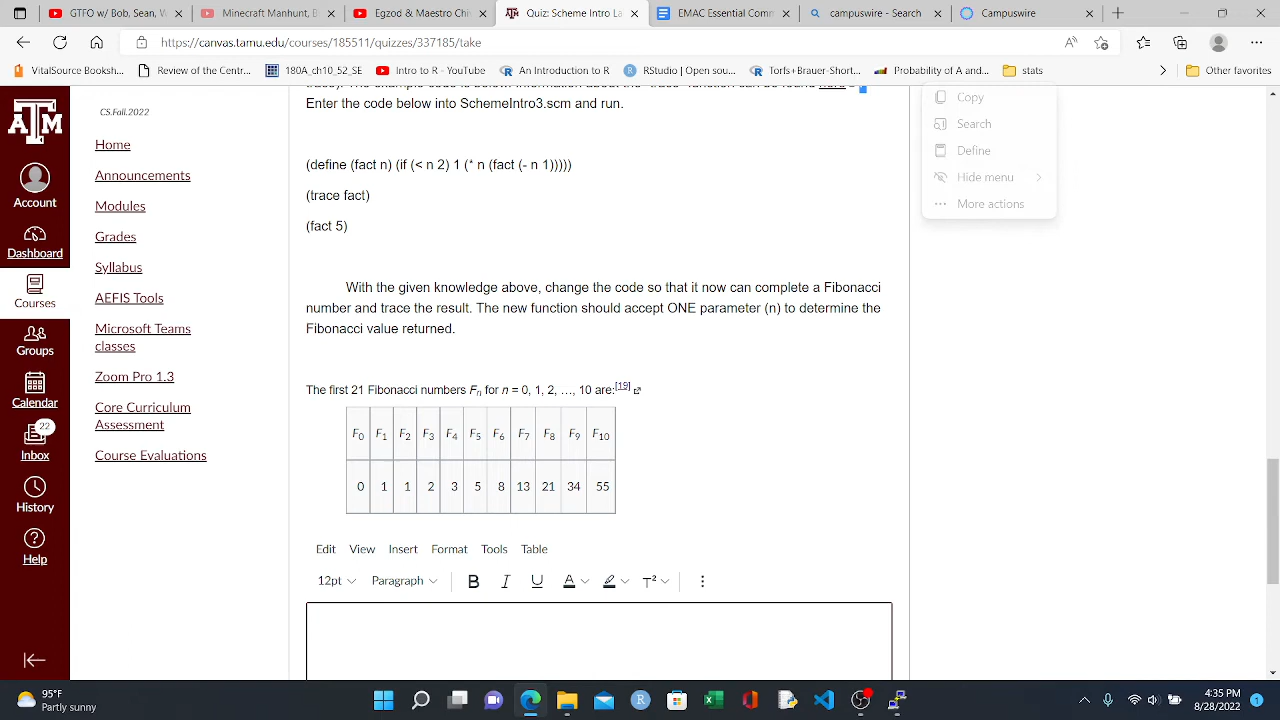 GTFO w/ Bob, Sean, W
Minecraft Manhunt, B
Egzod & Maestro Chi
Quiz: Scheme Intro La
EMAC Essential Con
campuswire - Search
Campuswire
https://canvas.tamu.edu/courses/185511/quizzes/337185/take
VitalSource Booksh...
Review of the Centr...
180A_ch10_52_SE
Intro to R - YouTube
An Introduction to R
RStudio | Open sou...
Torfs+Brauer-Short...
Probability of A and...
stats
Other favorites
A|M
Account
Dashboard
Courses
Groups
Calendar
22
Inbox
History
Help
CS.Fall.2022
Home
Announcements
Modules
Grades
Syllabus
AEFIS Tools
Microsoft Teams
classes
Zoom Pro 1.3
Core Curriculum
Assessment
Course Evaluations
Enter the code below into SchemeIntro3.scm and run.
(define (fact n) (if (< n 2) 1 (* n (fact (- n 1)))))
(trace fact)
(fact 5)
With the given knowledge above, change the code so that it now can complete a Fibonacci
number and trace the result. The new function should accept ONE parameter (n) to determine the
Fibonacci value returned.
The first 21 Fibonacci numbers Fn for n = 0, 1, 2, ..., 10 are:[19]
F0 F1 F2 F3 F4 F5 F6 F7 F8 F9 F10
0 1 1 2 3 5 8 13 21 34 55
Edit View Insert Format Tools Table
12pt Paragraph B I U A T²
Copy
Search
Define
Hide menu
More actions
95°F
Partly sunny
4:35 PM
8/28/2022
1